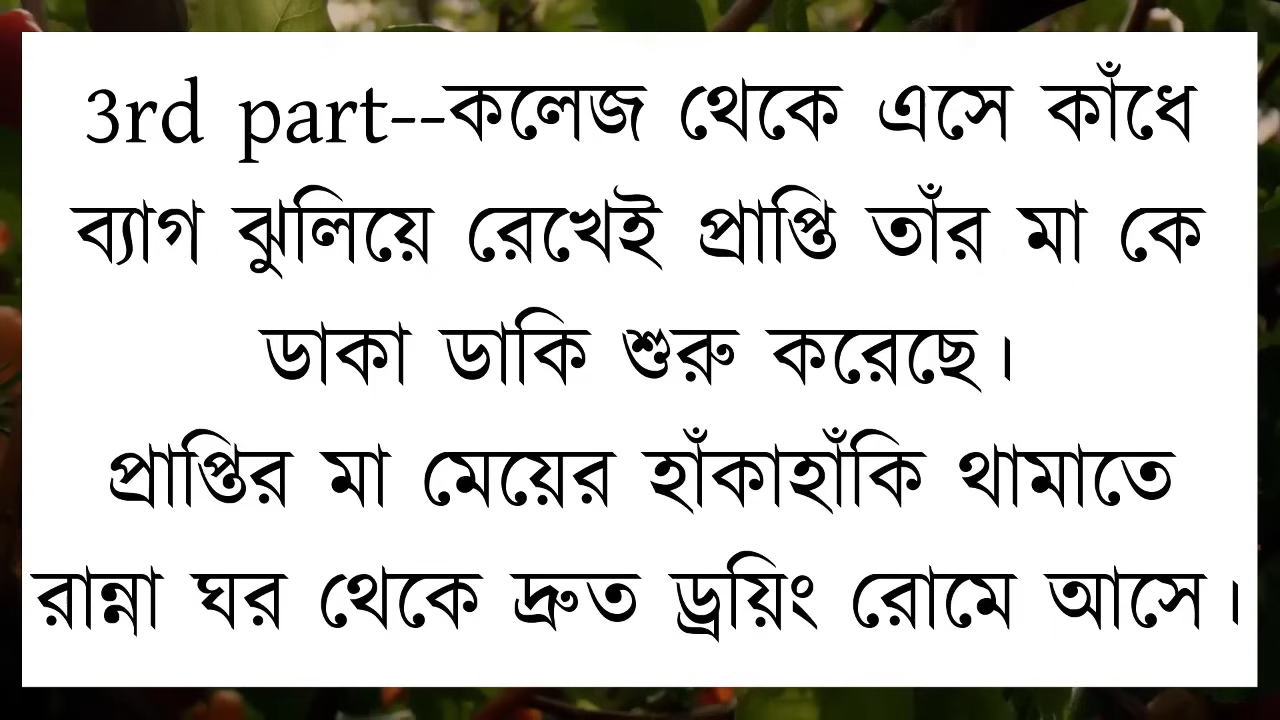 3rd part--কলেজ থেকে এসে কাঁধে
ব্যাগ ঝুলিয়ে রেখেই প্রাপ্তি তাঁর মা কে
ডাকা ডাকি শুরু করেছে।
প্রাপ্তির মা মেয়ের হাঁকাহাঁকি থামাতে
রান্না ঘর থেকে দ্রুত ড্রয়িং রোমে আসে।